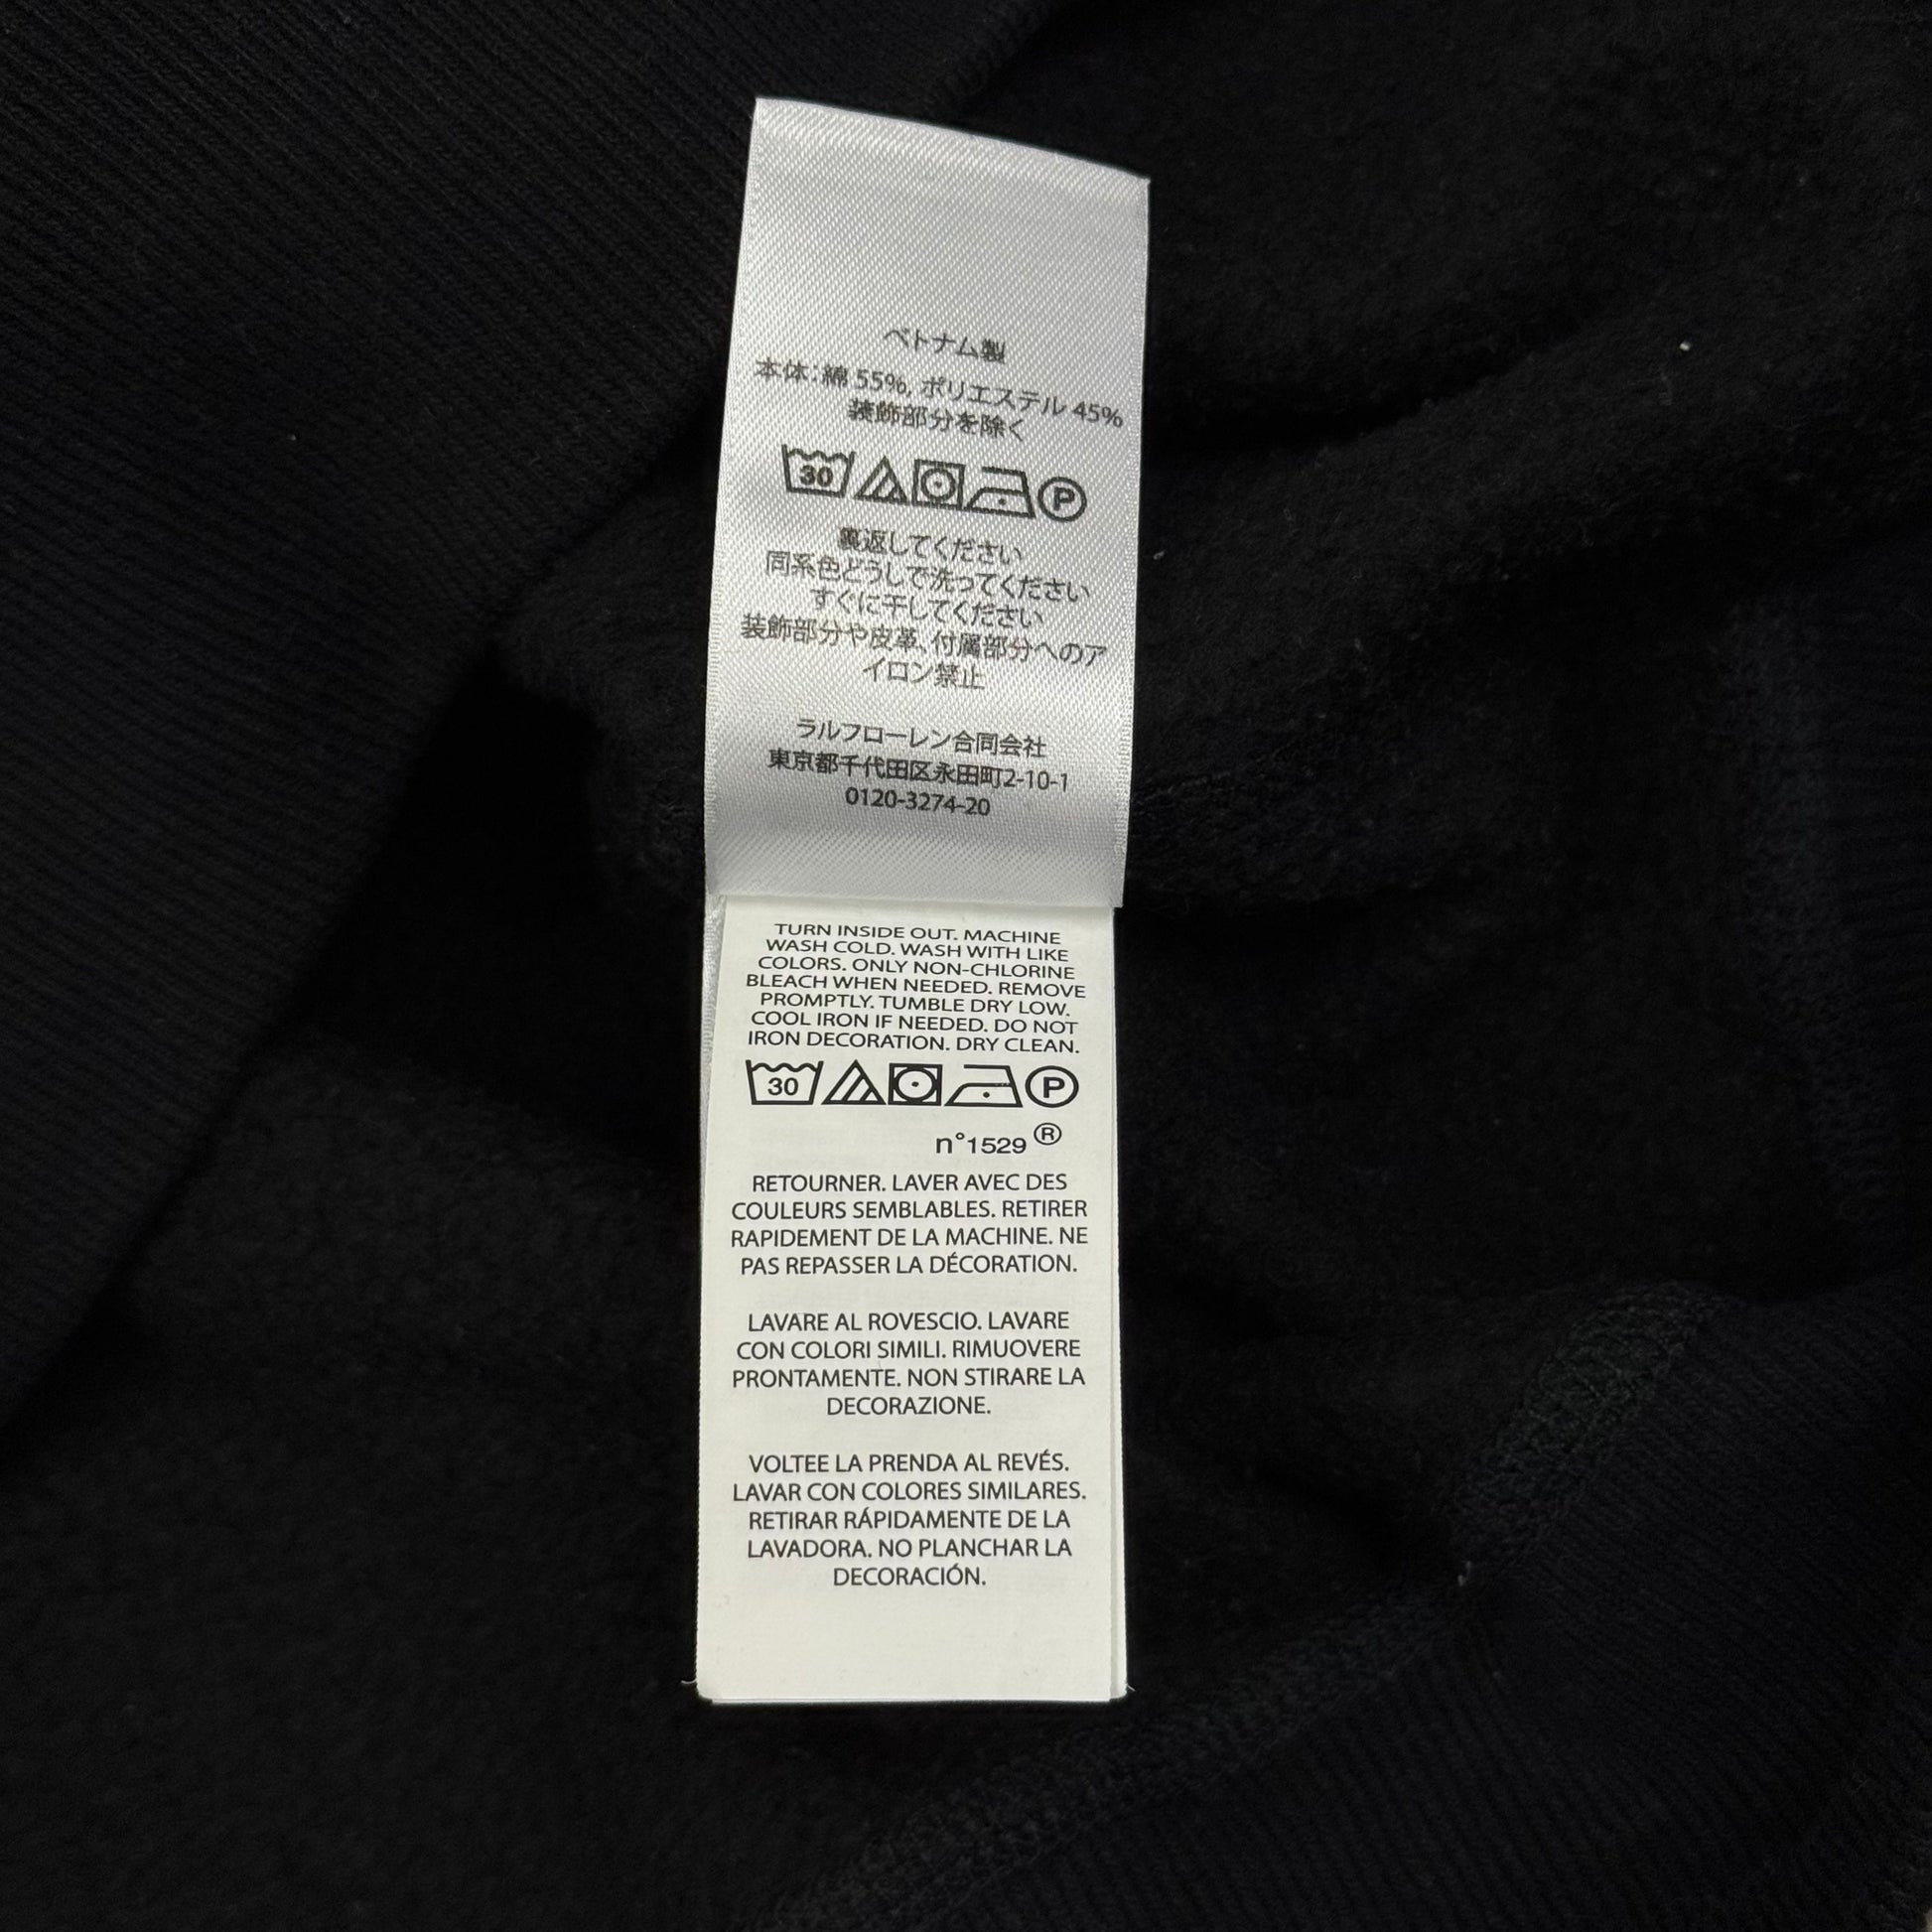 ベトナム製
本体：綿 55%, ポリエステル 45%
装飾部分を除く
30 P
裏返してください
同系色どうしで洗ってください
すぐに干してください
装飾部分や皮革、付属部分へのア
イロン禁止
ラルフローレン合同会社
東京都千代田区永田町2-10-1
0120-3274-20
TURN INSIDE OUT. MACHINE
WASH COLD. WASH WITH LIKE
COLORS. ONLY NON-CHLORINE
BLEACH WHEN NEEDED. REMOVE
PROMPTLY. TUMBLE DRY LOW.
COOL IRON IF NEEDED. DO NOT
IRON DECORATION. DRY CLEAN.
30 P
n°1529 ®
RETOURNER. LAVER AVEC DES
COULEURS SEMBLABLES. RETIRER
RAPIDEMENT DE LA MACHINE. NE
PAS REPASSER LA DÉCORATION.
LAVARE AL ROVESCIO. LAVARE
CON COLORI SIMILI. RIMUOVERE
PRONTAMENTE. NON STIRARE LA
DECORAZIONE.
VOLTEE LA PRENDA AL REVÉS.
LAVAR CON COLORES SIMILARES.
RETIRAR RÁPIDAMENTE DE LA
LAVADORA. NO PLANCHAR LA
DECORACIÓN.